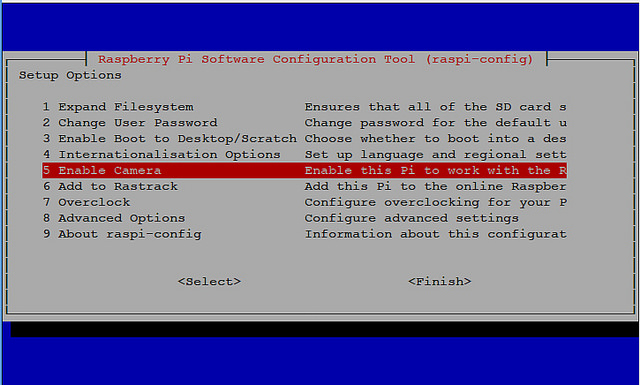 Raspberry Pi Software Configuration Tool (raspi-config)
Setup Options
1 Expand Filesystem Ensures that all of the SD card s
2 Change User Password Change password for the default u
3 Enable Boot to Desktop/Scratch Choose whether to boot into a des
4 Internationalisation Options Set up language and regional sett
5 Enable Camera Enable this Pi to work with the R
6 Add to Rastrack Add this Pi to the online Raspber
7 Overclock Configure overclocking for your P
8 Advanced Options Configure advanced settings
9 About raspi-config Information about this configurat
<Select> <Finish>